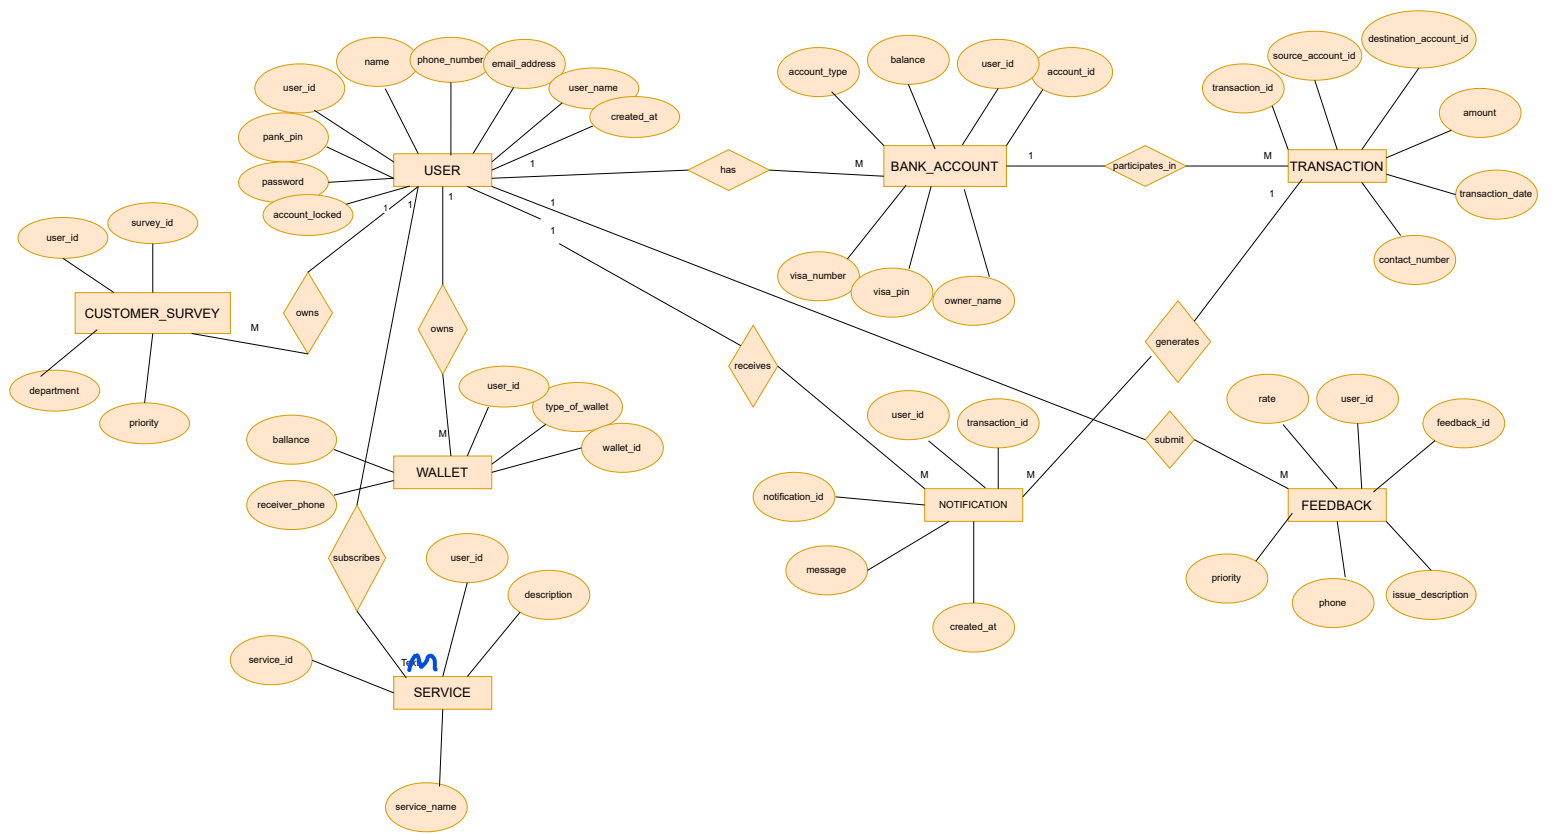 name
phone_number
email_address
user_id
user_name
created_at
pank_pin
password
account_locked
USER
1
has
M
account_type
balance
user_id
account_id
BANK_ACCOUNT
visa_number
visa_pin
owner_name
1
participates_in
M
transaction_id
source_account_id
destination_account_id
amount
TRANSACTION
transaction_date
contact_number
1
1
1
1
1
1
user_id
survey_id
CUSTOMER_SURVEY
department
priority
M
owns
owns
M
user_id
type_of_wallet
wallet_id
ballance
receiver_phone
WALLET
receives
generates
submit
M
M
M
user_id
transaction_id
notification_id
NOTIFICATION
message
created_at
rate
user_id
feedback_id
FEEDBACK
priority
phone
issue_description
subscribes
user_id
description
service_id
Text
M
SERVICE
service_name